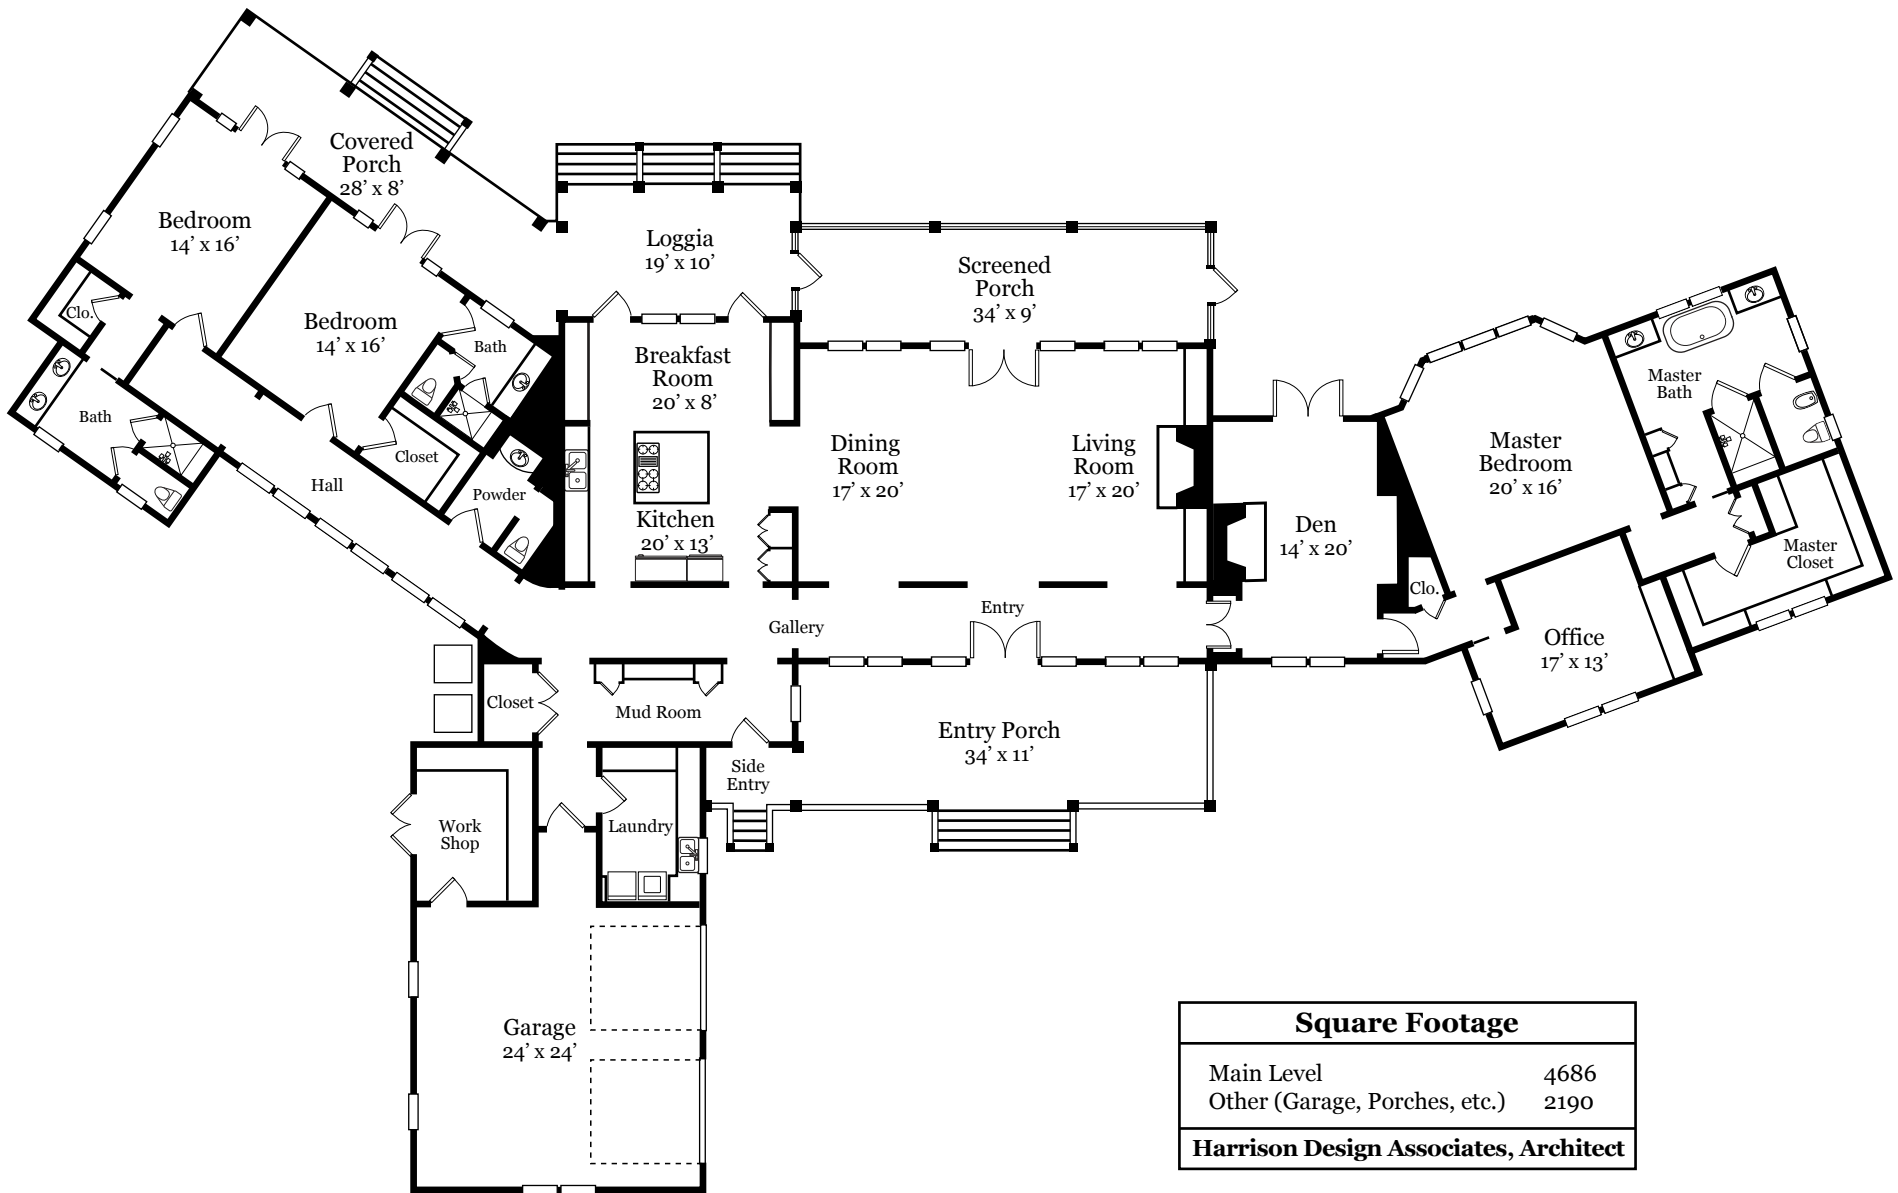 Covered
Porch
28’ x 8’
Bedroom
14’ x 16’
Loggia
19’ x 10’
Screened
Porch
34’ x 9’
Clo.
Bedroom
14’ x 16’
Bath
Breakfast
Room
20’ x 8’
Master
Bath
Bath
Closet
Hall
Powder
Dining
Room
17’ x 20’
Living
Room
17’ x 20’
Master
Bedroom
20’ x 16’
Kitchen
20’ x 13’
Den
14’ x 20’
Master
Closet
Clo.
Entry
Gallery
Office
17’ x 13’
Closet
Mud Room
Entry Porch
34’ x 11’
Side
Entry
Work
Shop
Laundry
Garage
24’ x 24’
Square Footage
Main Level 4686
Other (Garage, Porches, etc.) 2190
Harrison Design Associates, Architect